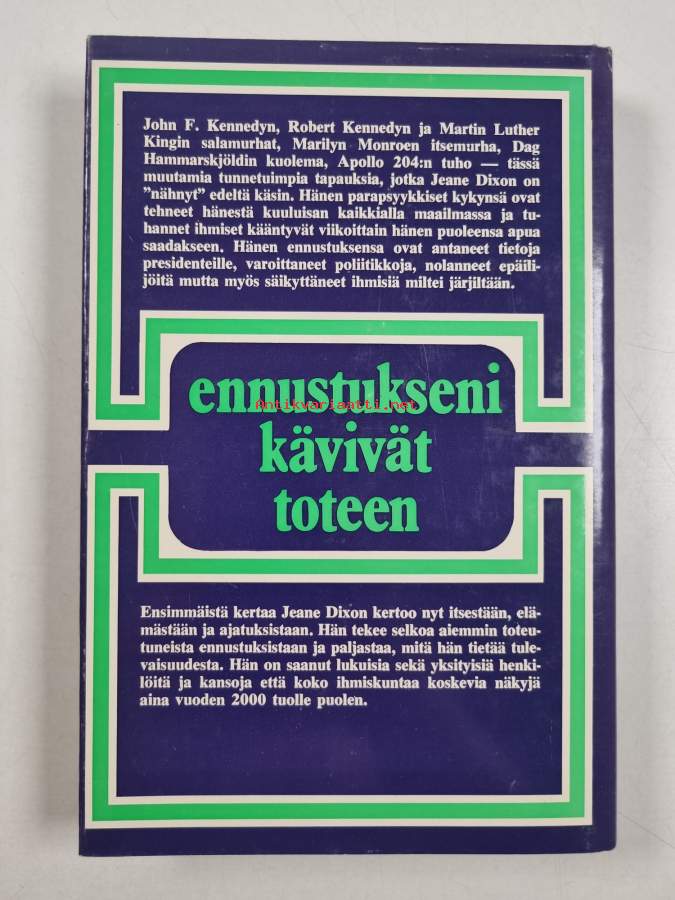 John F. Kennedyn, Robert Kennedyn ja Martin Luther
Kingin salamurhat, Marilyn Monroen itsemurha, Dag
Hammarskjöldin kuolema, Apollo 204:n tuho — tässä
muutamia tunnetuimpia tapauksia, jotka Jeane Dixon on
”nähnyt” edeltä käsin. Hänen parapsyykkiset kykynsä ovat
tehneet hänestä kuuluisan kaikkialla maailmassa ja tu-
hannet ihmiset kääntyvät viikoittain hänen puoleensa apua
saadakseen. Hänen ennustuksensa ovat antaneet tietoja
presidenteille, varoittaneet poliitikkoja, nolanneet epäili-
jöitä mutta myös säikyttäneet ihmisiä miltei järjiltään.
ennustukseni
Antikvariaatti.net
kävivät
toteen
Ensimmäistä kertaa Jeane Dixon kertoo nyt itsestään, elä-
mästään ja ajatuksistaan. Hän tekee selkoa aiemmin toteu-
tuneista ennustuksistaan ja paljastaa, mitä hän tietää tule-
vaisuudesta. Hän on saanut lukuisia sekä yksityisiä henki-
löitä ja kansoja että koko ihmiskuntaa koskevia näkyjä
aina vuoden 2000 tuolle puolen.